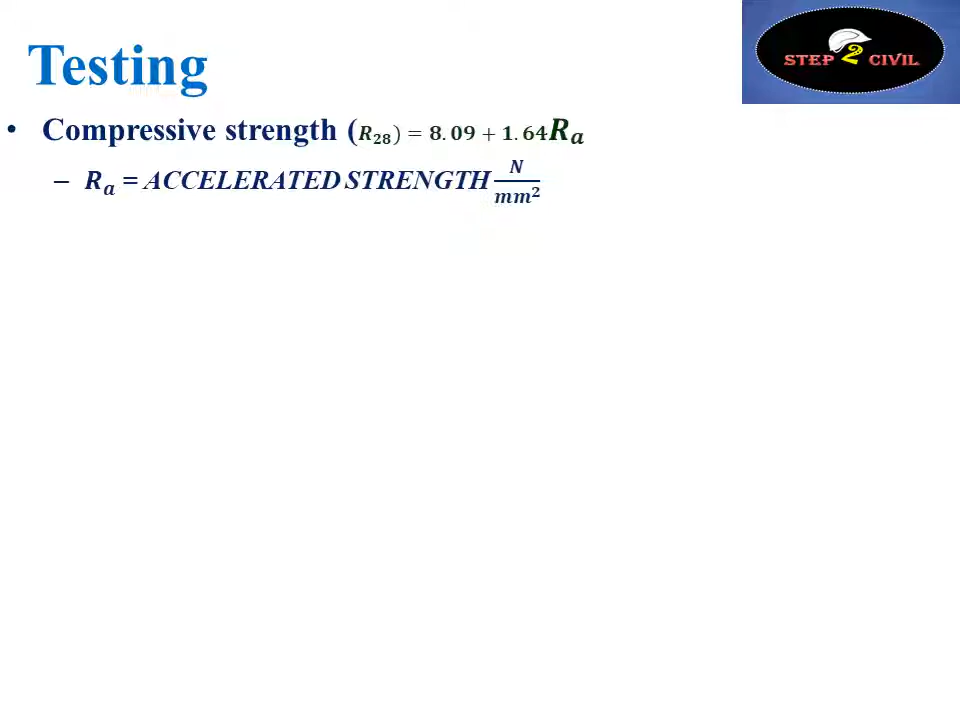 STEP 2 CIVIL
Testing
• Compressive strength (R₂₈) = 8.09 + 1.64Rₐ
– Rₐ = ACCELERATED STRENGTH N/mm²